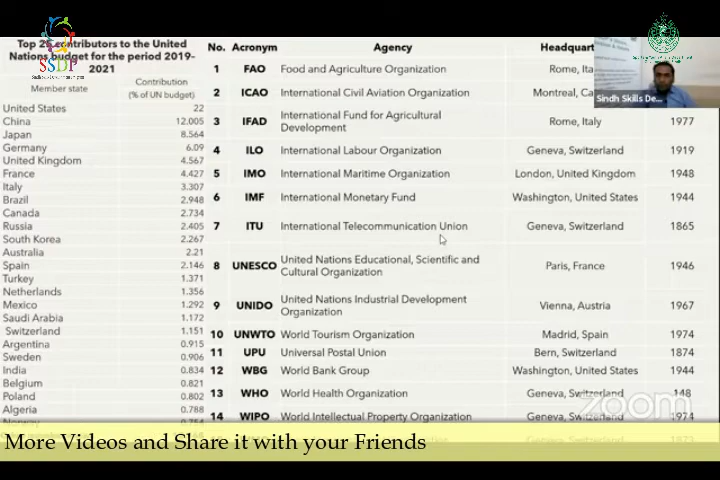 Top 25 contributors to the United
Nations budget for the period 2019–
2021
Member state Contribution
(% of UN budget)
United States 22
China 12.005
Japan 8.564
Germany 6.09
United Kingdom 4.567
France 4.427
Italy 3.307
Brazil 2.948
Canada 2.734
Russia 2.405
South Korea 2.267
Australia 2.21
Spain 2.146
Turkey 1.371
Netherlands 1.356
Mexico 1.292
Saudi Arabia 1.172
Switzerland 1.151
Argentina 0.915
Sweden 0.906
India 0.834
Belgium 0.821
Poland 0.802
Algeria 0.788
Norway 0.754
SSDP
No. Acronym Agency Headquart
1 FAO Food and Agriculture Organization Rome, Ita
2 ICAO International Civil Aviation Organization Montreal, Ca
3 IFAD International Fund for Agricultural
Development Rome, Italy 1977
4 ILO International Labour Organization Geneva, Switzerland 1919
5 IMO International Maritime Organization London, United Kingdom 1948
6 IMF International Monetary Fund Washington, United States 1944
7 ITU International Telecommunication Union Geneva, Switzerland 1865
8 UNESCO United Nations Educational, Scientific and
Cultural Organization Paris, France 1946
9 UNIDO United Nations Industrial Development
Organization Vienna, Austria 1967
10 UNWTO World Tourism Organization Madrid, Spain 1974
11 UPU Universal Postal Union Bern, Switzerland 1874
12 WBG World Bank Group Washington, United States 1944
13 WHO World Health Organization Geneva, Switzerland 148
14 WIPO World Intellectual Property Organization Geneva, Switzerland 1974
Sindh Skills De...
zoom
More Videos and Share it with your Friends